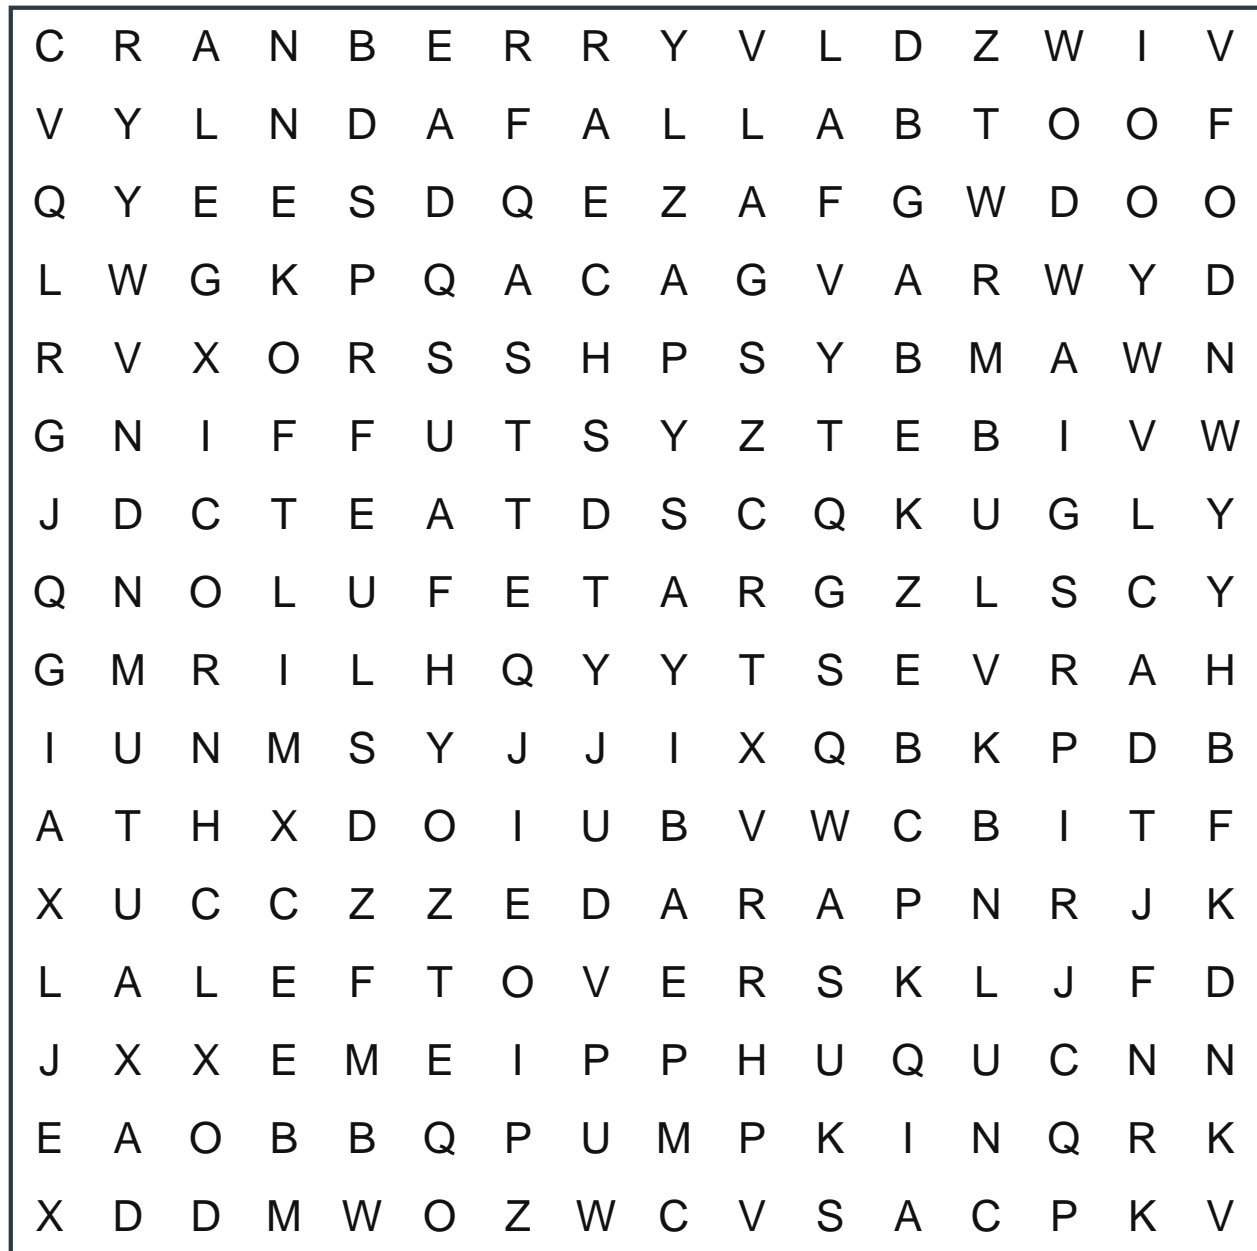 C R A N B E R R Y V L D Z W I V
V Y L N D A F A L L A B T O O F
Q Y E E S D Q E Z A F G W D O O
L W G K P Q A C A G V A R W Y D
R V X O R S S H P S Y B M A W N
G N I F F U T S Y Z T E B I V W
J D C T E A T D S C Q K U G L Y
Q N O L U F E T A R G Z L S C Y
G M R I L H Q Y Y T S E V R A H
I U N M S Y J J I X Q B K P D B
A T H X D O I U B V W C B I T F
X U C C Z Z E D A R A P N R J K
L A L E F T O V E R S K L J F D
J X X E M E I P P H U Q U C N N
E A O B B Q P U M P K I N Q R K
X D D M W O Z W C V S A C P K V